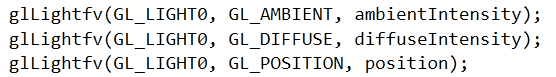 glLightfv(GL_LIGHT0, GL_AMBIENT, ambientIntensity);
glLightfv(GL_LIGHT0, GL_DIFFUSE, diffuseIntensity);
glLightfv(GL_LIGHT0, GL_POSITION, position);